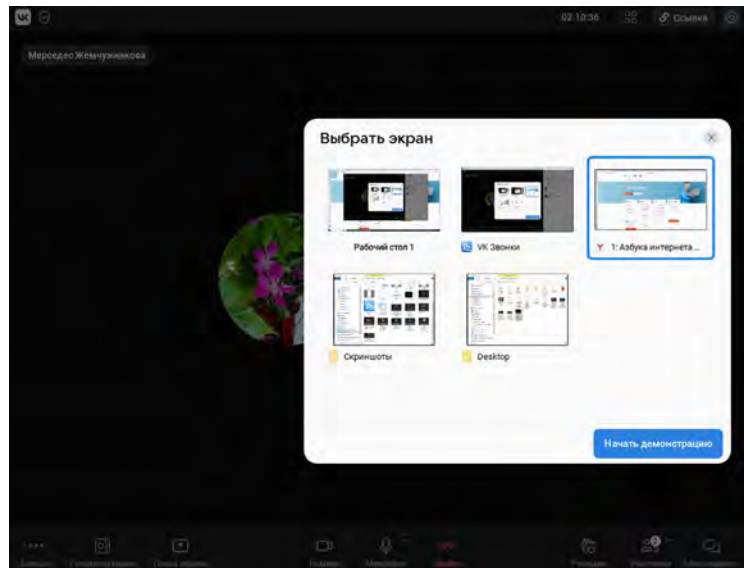 02:10:36
Ссылка
Мерседес Жемчужникова
Выбрать экран
Рабочий стол 1
VK Звонки
1: Азбука интернета ...
Скриншоты
Desktop
Начать демонстрацию